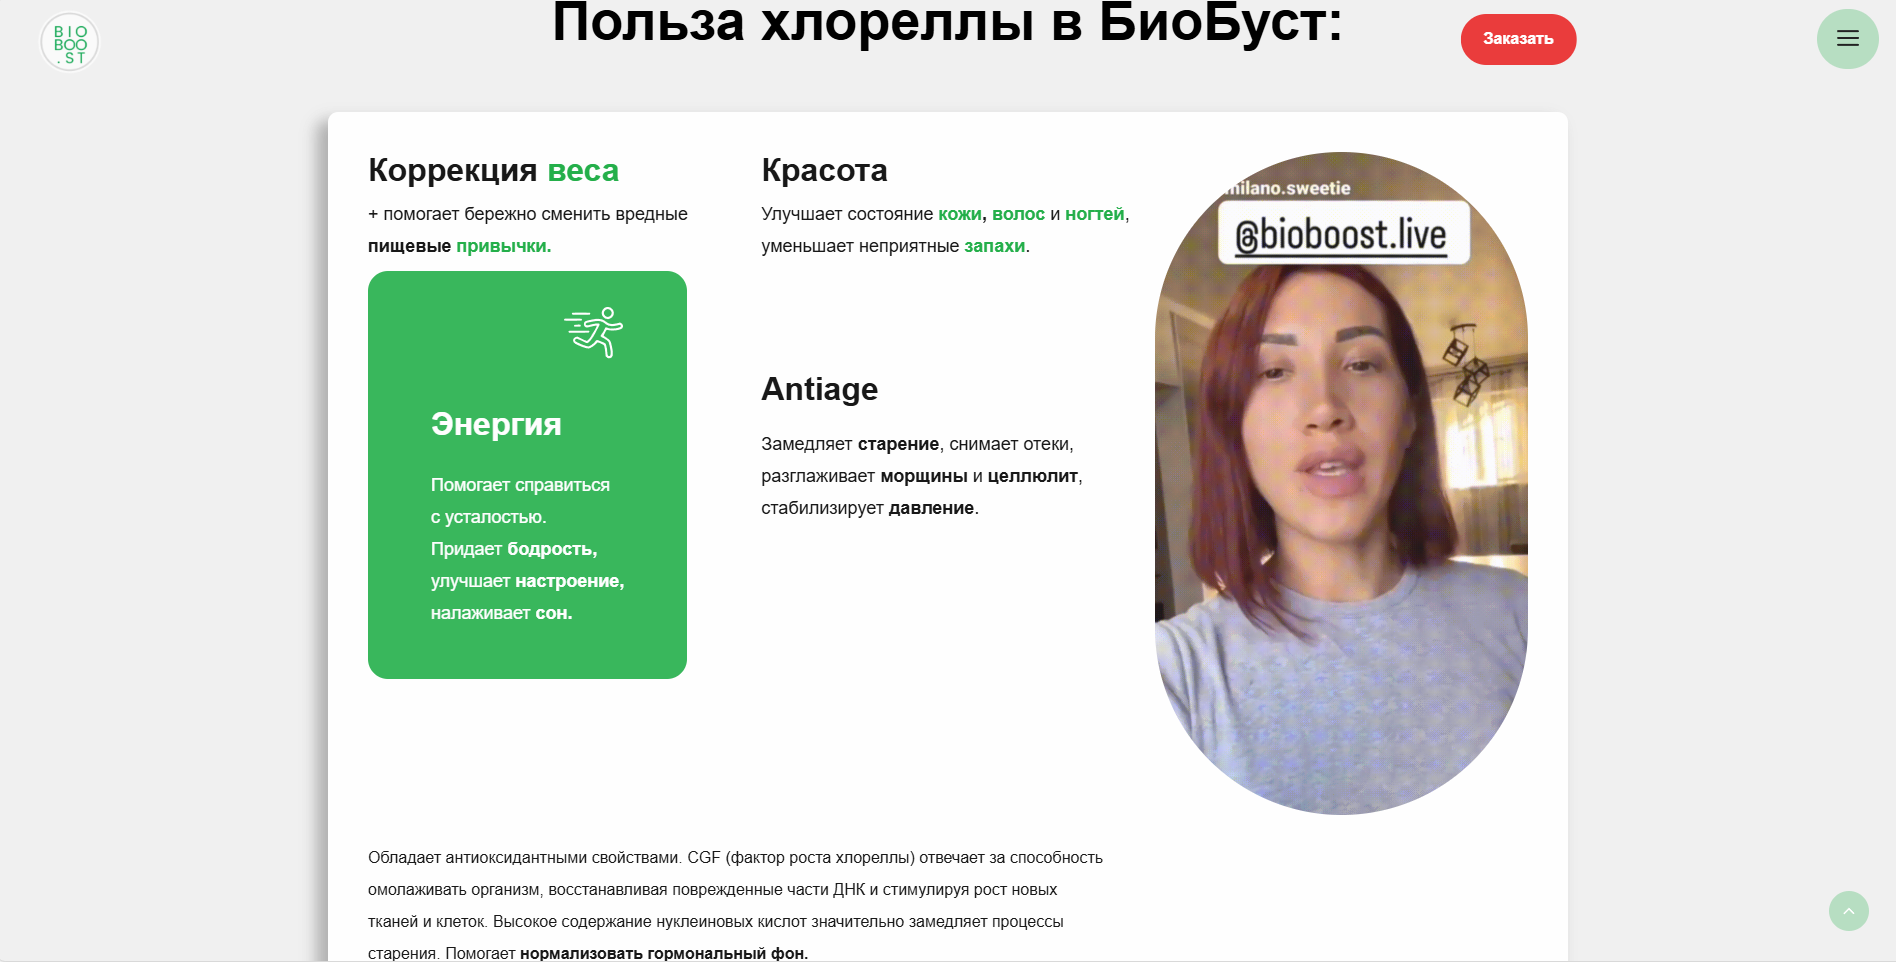 BIO
BOO
.ST
Польза хлореллы в БиоБуст:
Заказать
Коррекция веса
+ помогает бережно сменить вредные
пищевые привычки.
Энергия
Помогает справиться
с усталостью.
Придает бодрость,
улучшает настроение,
налаживает сон.
Красота
Улучшает состояние кожи, волос и ногтей,
уменьшает неприятные запахи.
Antiage
Замедляет старение, снимает отеки,
разглаживает морщины и целлюлит,
стабилизирует давление.
milano.sweetie
@bioboost.live
Обладает антиоксидантными свойствами. CGF (фактор роста хлореллы) отвечает за способность
омолаживать организм, восстанавливая поврежденные части ДНК и стимулируя рост новых
тканей и клеток. Высокое содержание нуклеиновых кислот значительно замедляет процессы
старения. Помогает нормализовать гормональный фон.